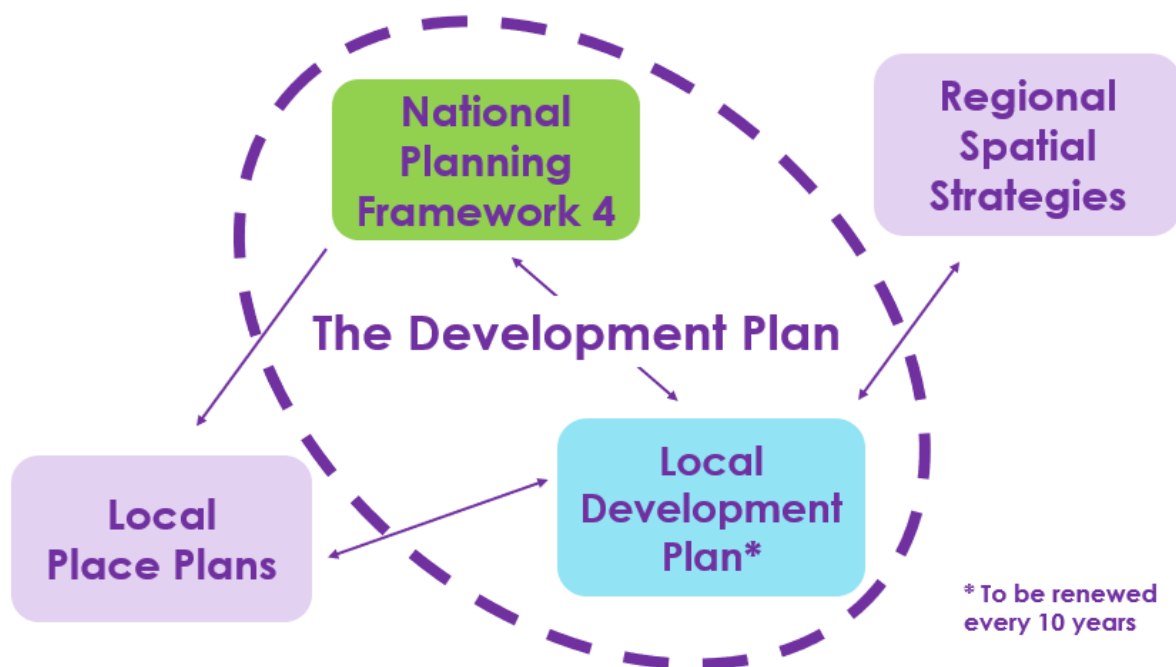 National
Planning
Framework 4
Regional
Spatial
Strategies
The Development Plan
Local
Place Plans
Local
Development
Plan*
* To be renewed
every 10 years